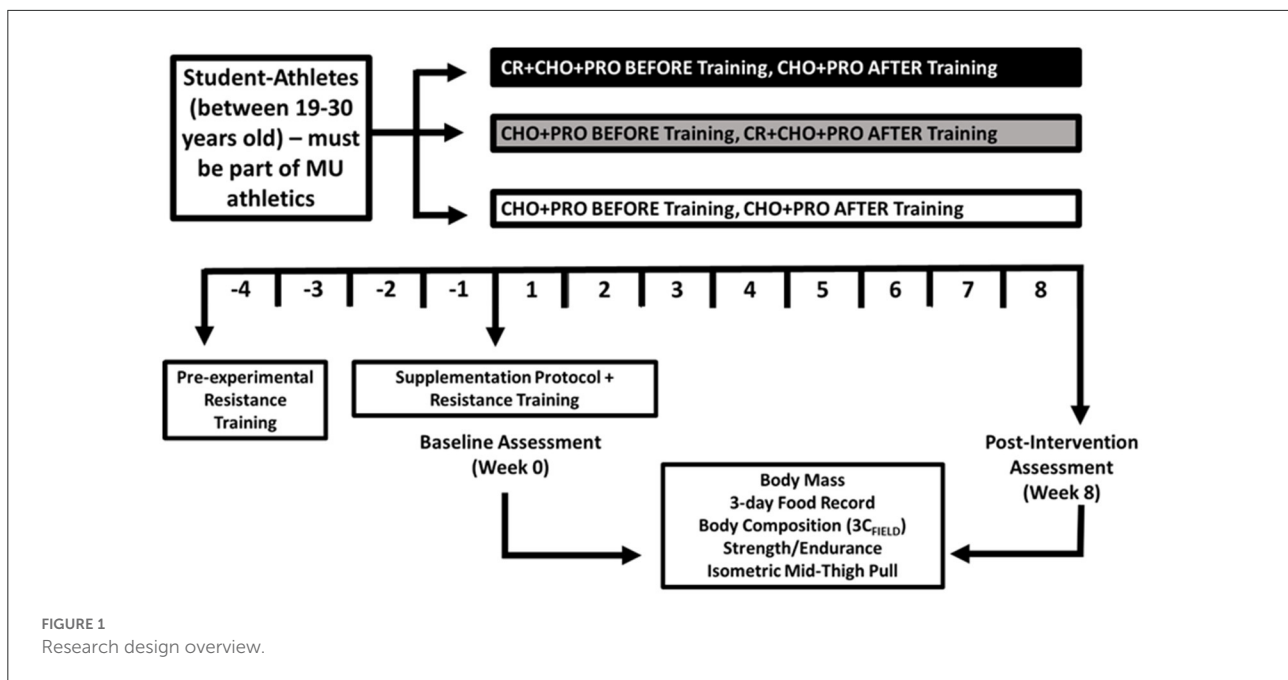 Student-Athletes
(between 19-30
years old) – must
be part of MU
athletics
CR+CHO+PRO BEFORE Training, CHO+PRO AFTER Training
CHO+PRO BEFORE Training, CR+CHO+PRO AFTER Training
CHO+PRO BEFORE Training, CHO+PRO AFTER Training
-4 -3 -2 -1 1 2 3 4 5 6 7 8
Pre-experimental
Resistance
Training
Supplementation Protocol +
Resistance Training
Baseline Assessment
(Week 0)
Body Mass
3-day Food Record
Body Composition (3CFIELD)
Strength/Endurance
Isometric Mid-Thigh Pull
Post-Intervention
Assessment
(Week 8)
FIGURE 1
Research design overview.